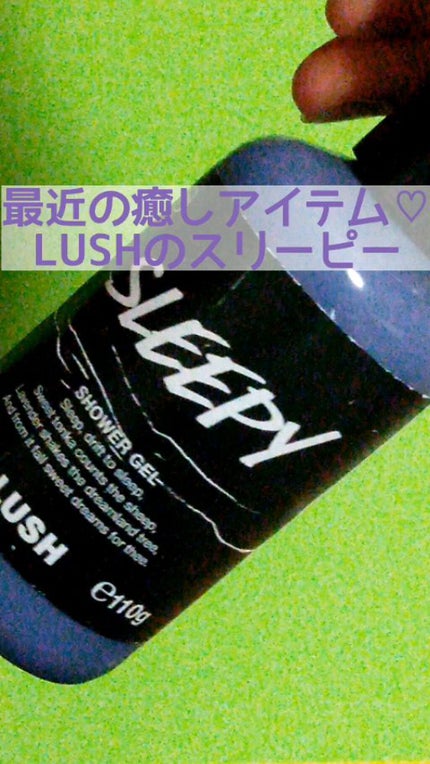 最近の癒しアイテム♡
LUSHのスリーピー
SLEEPY
SHOWER GEL
Sleep, drift to sleep,
Sweet tonka counts the sheep,
Lavender shakes the dreamland tree,
And from it fall sweet dreams for thee.
LUSH
℮110g